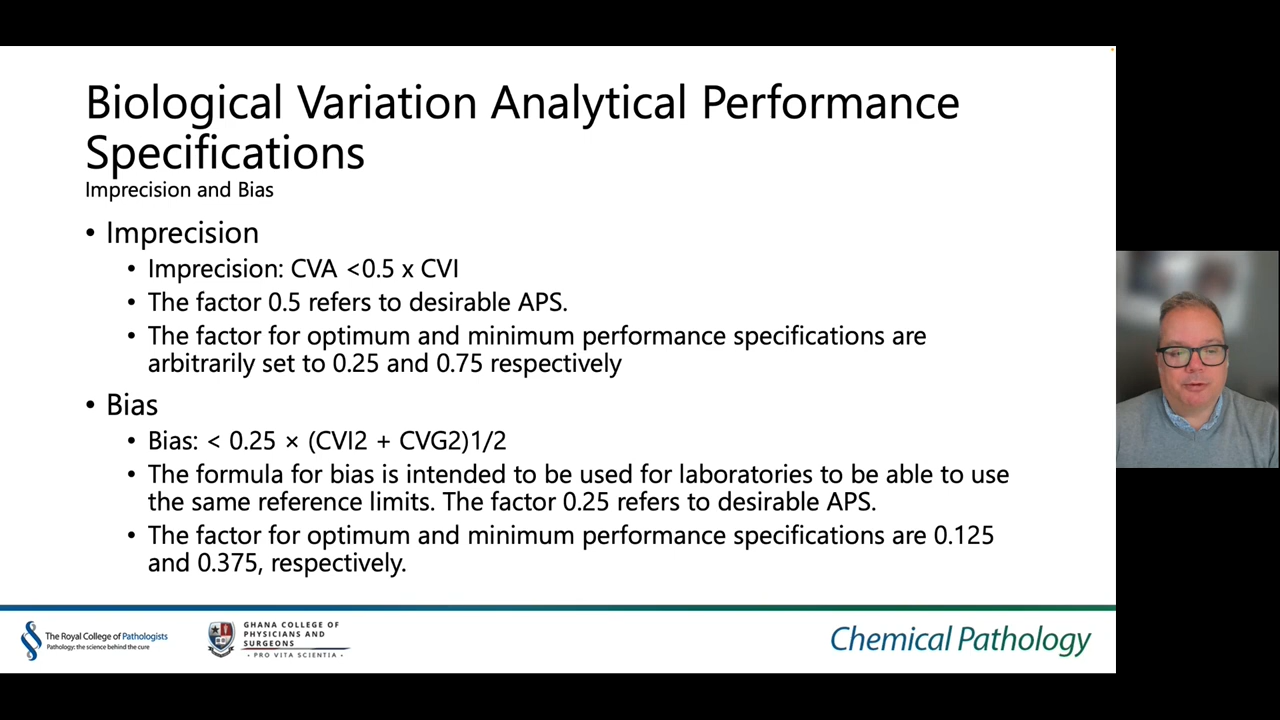 Biological Variation Analytical Performance
Specifications
Imprecision and Bias
• Imprecision
• Imprecision: CVA <0.5 x CVI
• The factor 0.5 refers to desirable APS.
• The factor for optimum and minimum performance specifications are
arbitrarily set to 0.25 and 0.75 respectively
• Bias
• Bias: < 0.25 × (CVI2 + CVG2)1/2
• The formula for bias is intended to be used for laboratories to be able to use
the same reference limits. The factor 0.25 refers to desirable APS.
• The factor for optimum and minimum performance specifications are 0.125
and 0.375, respectively.
The Royal College of Pathologists
Pathology: the science behind the cure
GHANA COLLEGE OF
PHYSICIANS AND
SURGEONS
• PRO VITA SCIENTIA •
Chemical Pathology